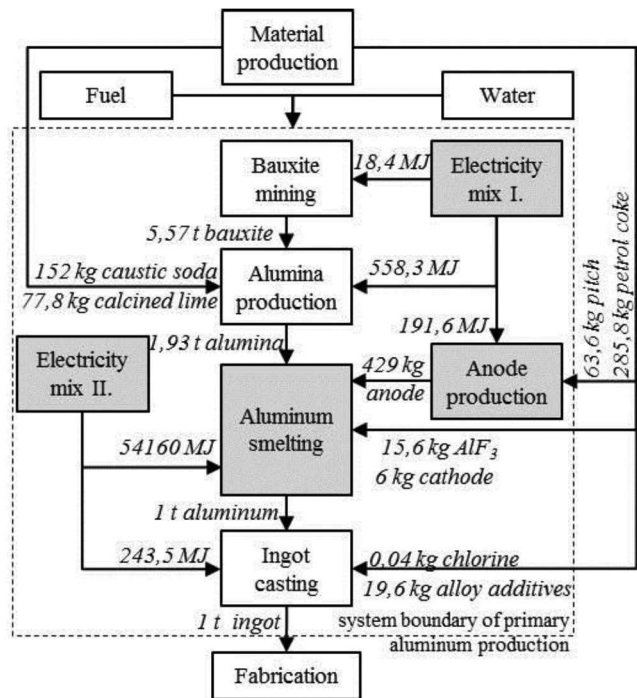 Material
production
Fuel
Water
Bauxite
mining
18,4 MJ
Electricity
mix I.
5,57 t bauxite
152 kg caustic soda
77,8 kg calcined lime
Alumina
production
558,3 MJ
63,6 kg pitch
285,8 kg petrol coke
191,6 MJ
1,93 t alumina
Electricity
mix II.
Aluminum
smelting
429 kg
anode
Anode
production
54160 MJ
15,6 kg AlF3
6 kg cathode
1 t aluminum
243,5 MJ
Ingot
casting
0,04 kg chlorine
19,6 kg alloy additives
1 t ingot
system boundary of primary
aluminum production
Fabrication